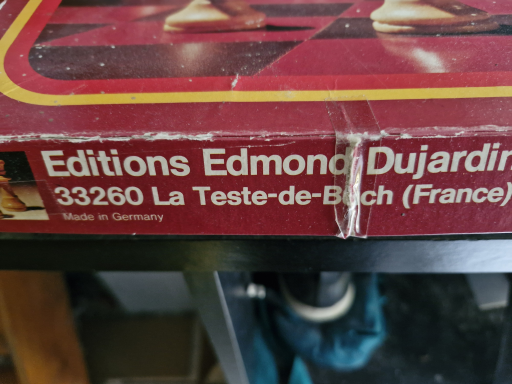 Editions Edmond Dujardin
33260 La Teste-de-Buch (France)
Made in Germany